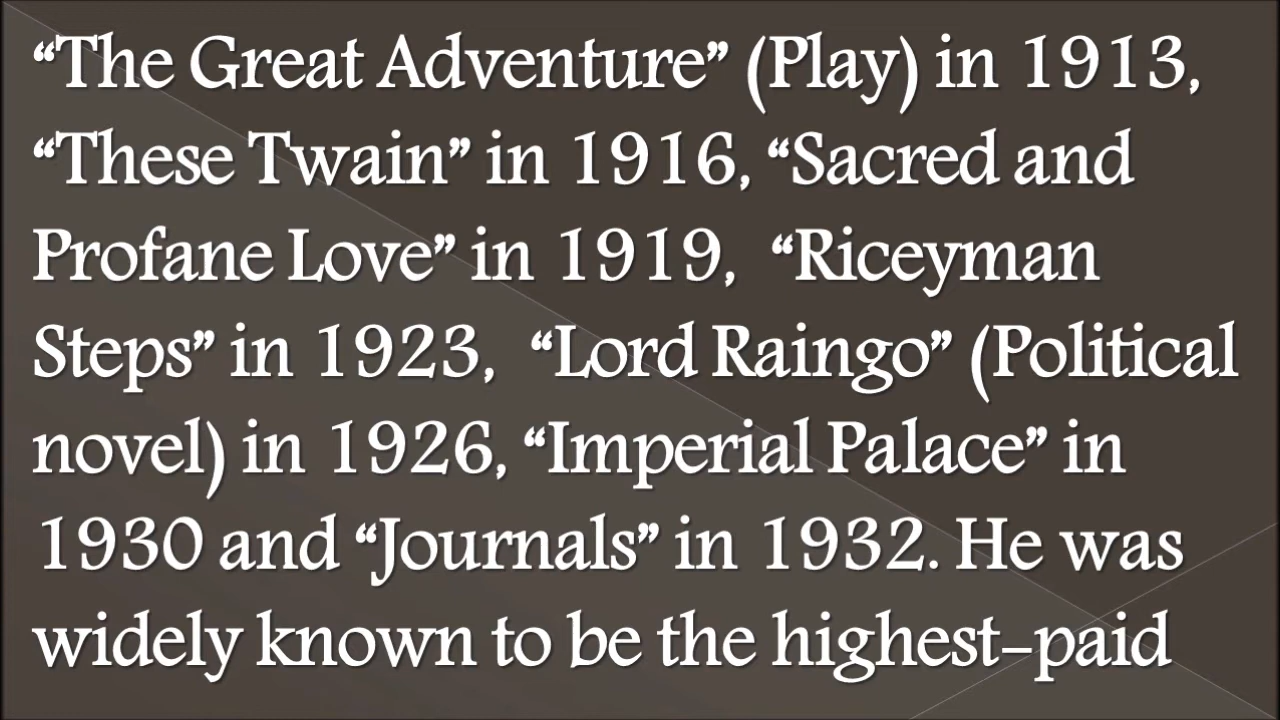 “The Great Adventure” (Play) in 1913,
“These Twain” in 1916, “Sacred and
Profane Love” in 1919,  “Riceyman
Steps” in 1923,  “Lord Raingo” (Political
novel) in 1926, “Imperial Palace” in
1930 and “Journals” in 1932. He was
widely known to be the highest-paid